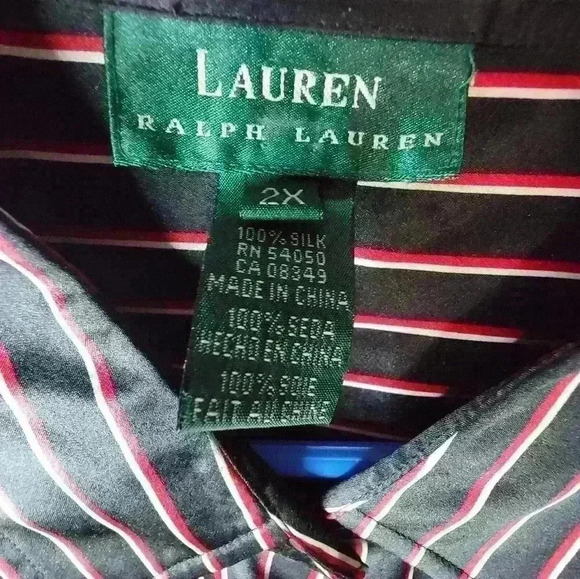 LAUREN
RALPH LAUREN
2X
100% SILK
RN 54050
CA 08349
MADE IN CHINA
100% SEDA
HECHO EN CHINA
100% SOIE
FAIT AU CHINE